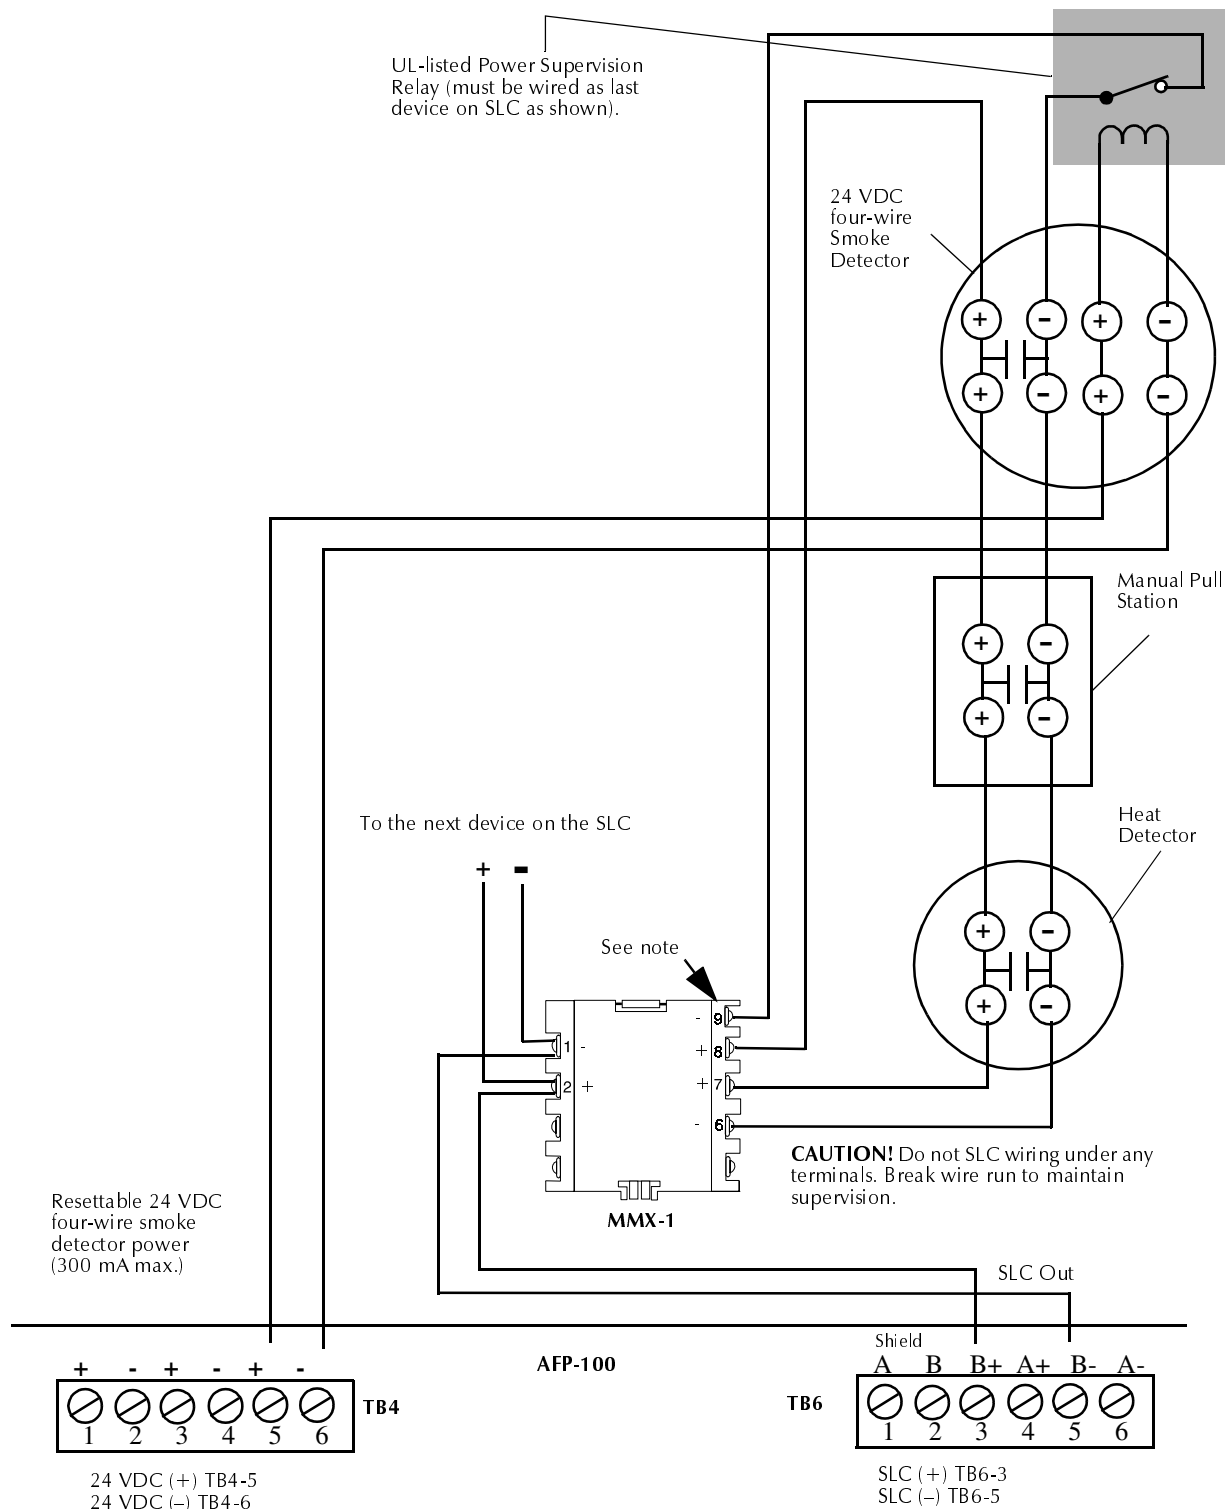 UL-listed Power Supervision
Relay (must be wired as last
device on SLC as shown).
24 VDC
four-wire
Smoke
Detector
+ - + -
+ - + -
Manual Pull
Station
+ -
+ -
Heat
Detector
To the next device on the SLC
+ -
+ -
+ -
See note
- 9
1 -
+ 8
2 +
+ 7
- 6
CAUTION! Do not SLC wiring under any
terminals. Break wire run to maintain
supervision.
MMX-1
Resettable 24 VDC
four-wire smoke
detector power
(300 mA max.)
SLC Out
Shield
AFP-100
+ - + - + -
A B B+ A+ B- A-
TB4
TB6
1 2 3 4 5 6
1 2 3 4 5 6
24 VDC (+) TB4-5
24 VDC (–) TB4-6
SLC (+) TB6-3
SLC (–) TB6-5